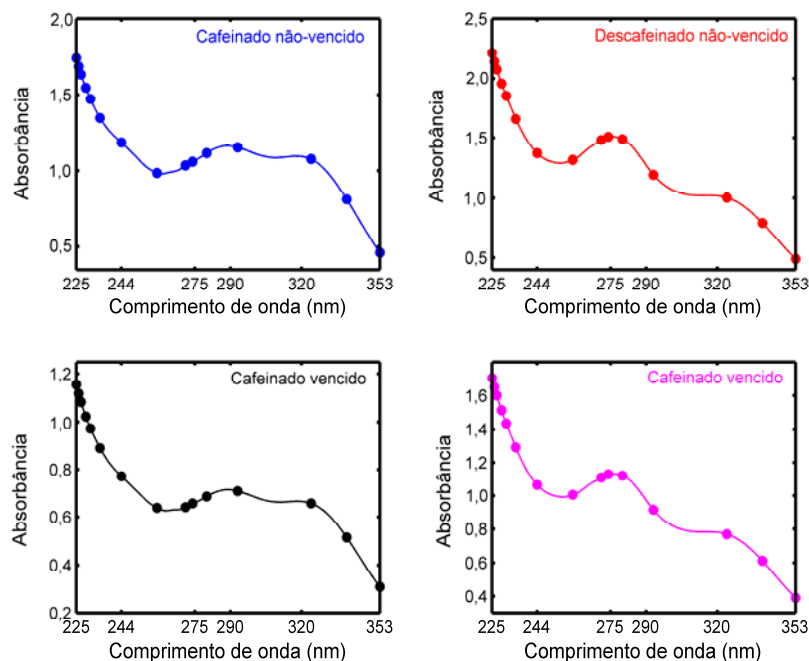 2,0
1,5
1,0
0,5
Absorbância
Cafeinado não-vencido
225 244 275 290 320 353
Comprimento de onda (nm)
2,5
2,0
1,5
1,0
0,5
Absorbância
Descafeinado não-vencido
225 244 275 290 320 353
Comprimento de onda (nm)
1,2
1,0
0,8
0,6
0,4
0,2
Absorbância
Cafeinado vencido
225 244 275 290 320 353
Comprimento de onda (nm)
1,6
1,4
1,2
1,0
0,8
0,6
0,4
Absorbância
Cafeinado vencido
225 244 275 290 320 353
Comprimento de onda (nm)